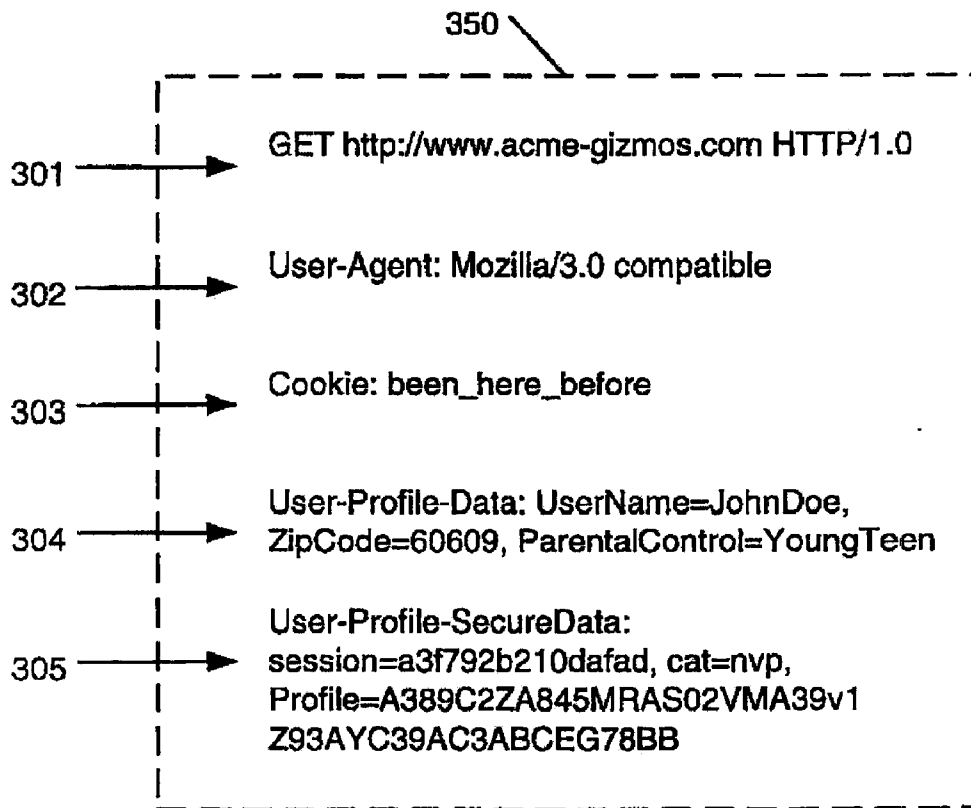 350
301 GET http://www.acme-gizmos.com HTTP/1.0
302 User-Agent: Mozilla/3.0 compatible
303 Cookie: been_here_before
User-Profile-Data: UserName=JohnDoe,
304 ZipCode=60609, ParentalControl=YoungTeen
User-Profile-SecureData:
305 session=a3f792b210dafad, cat=nvp,
Profile=A389C2ZA845MRAS02VMA39v1
Z93AYC39AC3ABCEG78BB